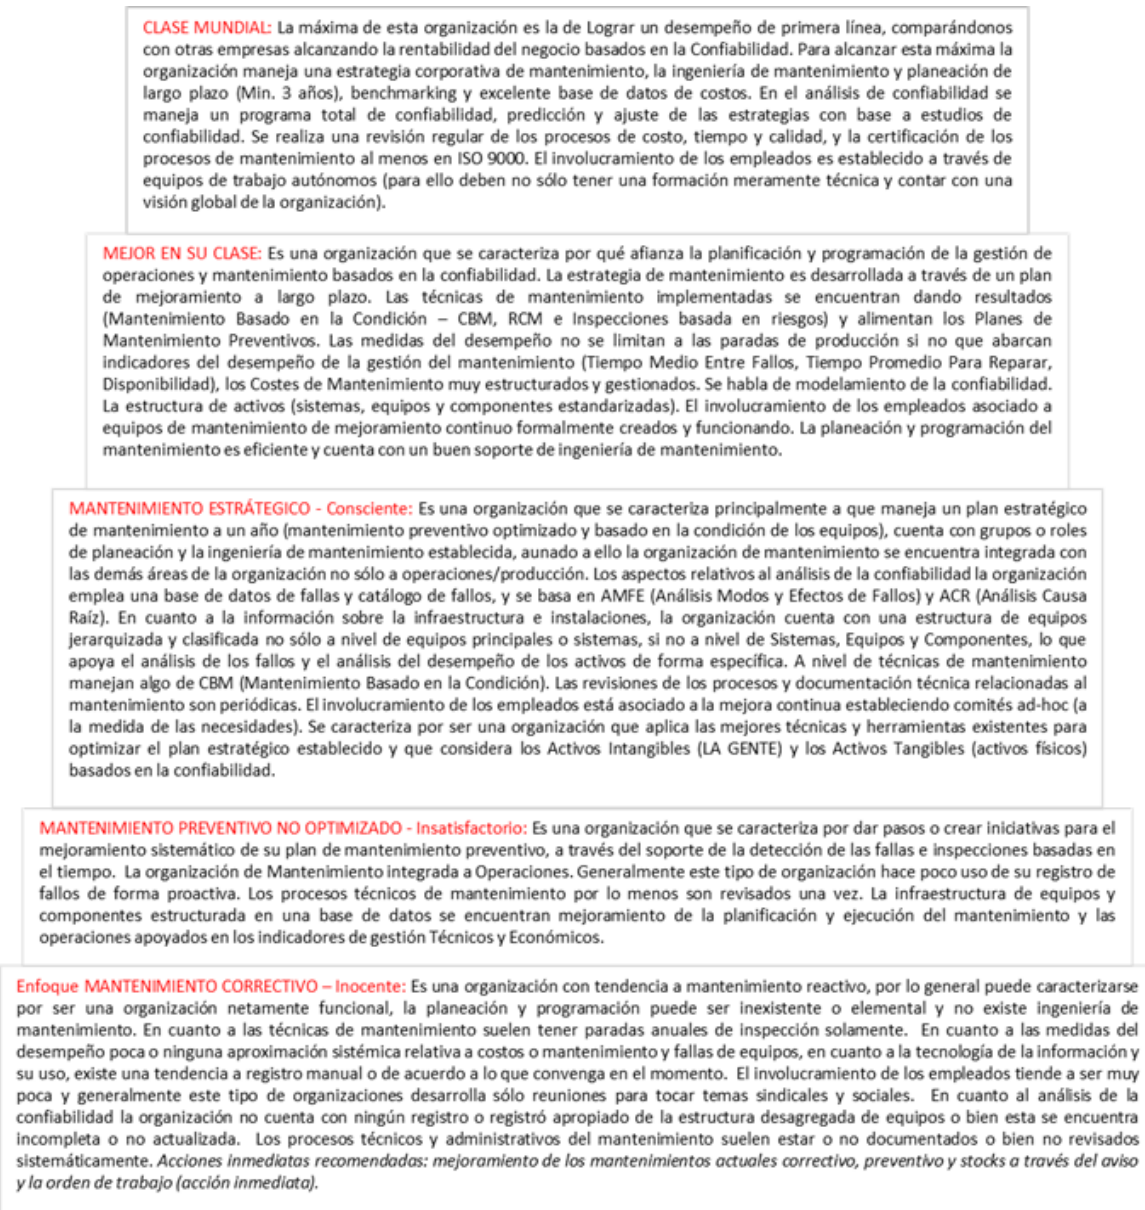 CLASE MUNDIAL: La máxima de esta organización es la de Lograr un desempeño de primera línea, comparándonos
con otras empresas alcanzando la rentabilidad del negocio basados en la Confiabilidad. Para alcanzar esta máxima la
organización maneja una estrategia corporativa de mantenimiento, la ingeniería de mantenimiento y planeación de
largo plazo (Min. 3 años), benchmarking y excelente base de datos de costos. En el análisis de confiabilidad se
maneja un programa total de confiabilidad, predicción y ajuste de las estrategias con base a estudios de
confiabilidad. Se realiza una revisión regular de los procesos de costo, tiempo y calidad, y la certificación de los
procesos de mantenimiento al menos en ISO 9000. El involucramiento de los empleados es establecido a través de
equipos de trabajo autónomos (para ello deben no sólo tener una formación meramente técnica y contar con una
visión global de la organización).
MEJOR EN SU CLASE: Es una organización que se caracteriza por qué afianza la planificación y programación de la gestión de
operaciones y mantenimiento basados en la confiabilidad. La estrategia de mantenimiento es desarrollada a través de un plan
de mejoramiento a largo plazo. Las técnicas de mantenimiento implementadas se encuentran dando resultados
(Mantenimiento Basado en la Condición – CBM, RCM e Inspecciones basada en riesgos) y alimentan los Planes de
Mantenimiento Preventivos. Las medidas del desempeño no se limitan a las paradas de producción si no que abarcan
indicadores del desempeño de la gestión del mantenimiento (Tiempo Medio Entre Fallos, Tiempo Promedio Para Reparar,
Disponibilidad), los Costes de Mantenimiento muy estructurados y gestionados. Se habla de modelamiento de la confiabilidad.
La estructura de activos (sistemas, equipos y componentes estandarizadas). El involucramiento de los empleados asociado a
equipos de mantenimiento de mejoramiento continuo formalmente creados y funcionando. La planeación y programación del
mantenimiento es eficiente y cuenta con un buen soporte de ingeniería de mantenimiento.
MANTENIMIENTO ESTRÁTEGICO - Consciente: Es una organización que se caracteriza principalmente a que maneja un plan estratégico
de mantenimiento a un año (mantenimiento preventivo optimizado y basado en la condición de los equipos), cuenta con grupos o roles
de planeación y la ingeniería de mantenimiento establecida, aunado a ello la organización de mantenimiento se encuentra integrada con
las demás áreas de la organización no sólo a operaciones/producción. Los aspectos relativos al análisis de la confiabilidad la organización
emplea una base de datos de fallas y catálogo de fallos, y se basa en AMFE (Análisis Modos y Efectos de Fallos) y ACR (Análisis Causa
Raíz). En cuanto a la información sobre la infraestructura e instalaciones, la organización cuenta con una estructura de equipos
jerarquizada y clasificada no sólo a nivel de equipos principales o sistemas, si no a nivel de Sistemas, Equipos y Componentes, lo que
apoya el análisis de los fallos y el análisis del desempeño de los activos de forma específica. A nivel de técnicas de mantenimiento
manejan algo de CBM (Mantenimiento Basado en la Condición). Las revisiones de los procesos y documentación técnica relacionadas al
mantenimiento son periódicas. El involucramiento de los empleados está asociado a la mejora continua estableciendo comités ad-hoc (a
la medida de las necesidades). Se caracteriza por ser una organización que aplica las mejores técnicas y herramientas existentes para
optimizar el plan estratégico establecido y que considera los Activos Intangibles (LA GENTE) y los Activos Tangibles (activos físicos)
basados en la confiabilidad.
MANTENIMIENTO PREVENTIVO NO OPTIMIZADO - Insatisfactorio: Es una organización que se caracteriza por dar pasos o crear iniciativas para el
mejoramiento sistemático de su plan de mantenimiento preventivo, a través del soporte de la detección de las fallas e inspecciones basadas en
el tiempo. La organización de Mantenimiento integrada a Operaciones. Generalmente este tipo de organización hace poco uso de su registro de
fallos de forma proactiva. Los procesos técnicos de mantenimiento por lo menos son revisados una vez. La infraestructura de equipos y
componentes estructurada en una base de datos se encuentran mejoramiento de la planificación y ejecución del mantenimiento y las
operaciones apoyados en los indicadores de gestión Técnicos y Económicos.
Enfoque MANTENIMIENTO CORRECTIVO – Inocente: Es una organización con tendencia a mantenimiento reactivo, por lo general puede caracterizarse
por ser una organización netamente funcional, la planeación y programación puede ser inexistente o elemental y no existe ingeniería de
mantenimiento. En cuanto a las técnicas de mantenimiento suelen tener paradas anuales de inspección solamente. En cuanto a las medidas del
desempeño poca o ninguna aproximación sistémica relativa a costos o mantenimiento y fallas de equipos, en cuanto a la tecnología de la información y
su uso, existe una tendencia a registro manual o de acuerdo a lo que convenga en el momento. El involucramiento de los empleados tiende a ser muy
poca y generalmente este tipo de organizaciones desarrolla sólo reuniones para tocar temas sindicales y sociales. En cuanto al análisis de la
confiabilidad la organización no cuenta con ningún registro o registró apropiado de la estructura desagregada de equipos o bien esta se encuentra
incompleta o no actualizada. Los procesos técnicos y administrativos del mantenimiento suelen estar o no documentados o bien no revisados
sistemáticamente. Acciones inmediatas recomendadas: mejoramiento de los mantenimientos actuales correctivo, preventivo y stocks a través del aviso
y la orden de trabajo (acción inmediata).